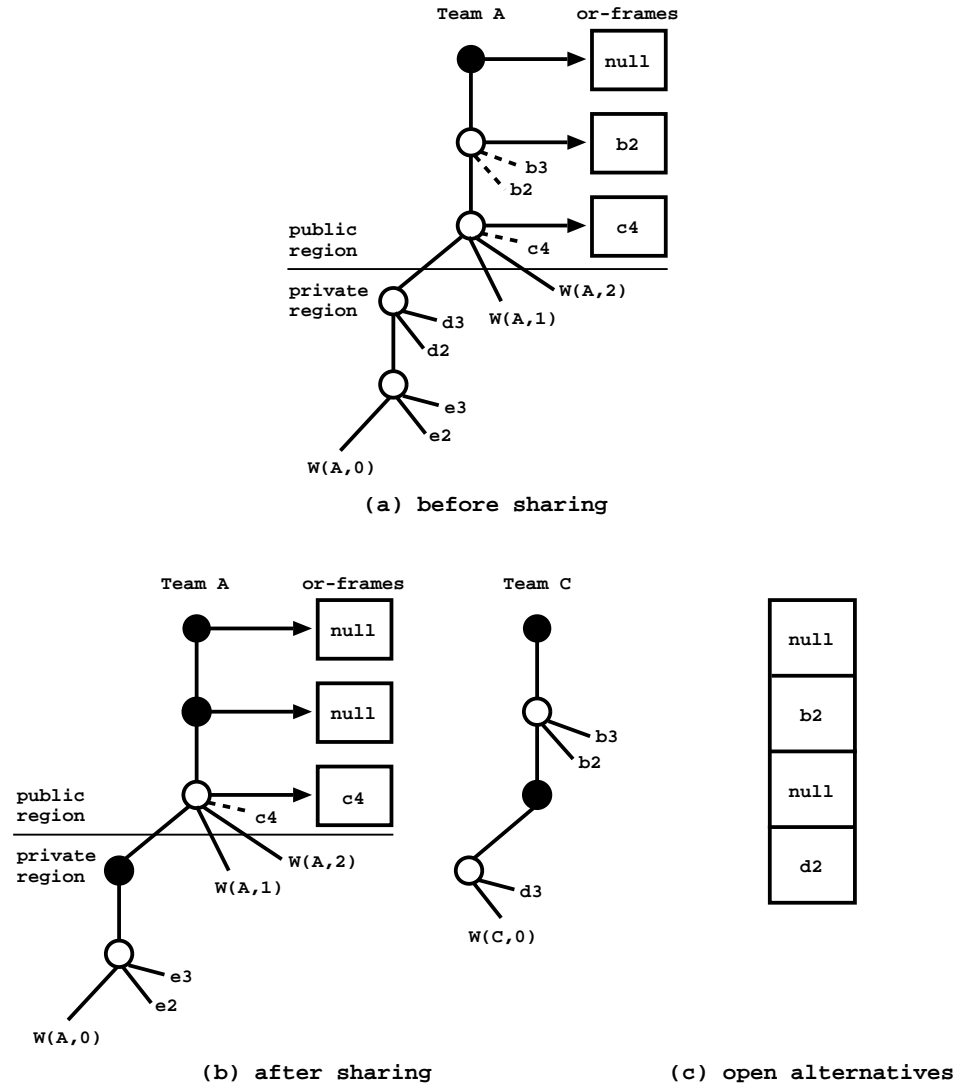 Team A or-frames
null
b2
b3
b2
c4
public
region
c4
private
region
W(A,2)
W(A,1)
d3
d2
e3
e2
W(A,0)
(a) before sharing
Team A or-frames Team C
null null
null b2
b3
b2
c4 null
public
region
c4
private
region
W(A,2)
W(A,1)
d2
d3
W(C,0)
e3
e2
W(A,0)
(b) after sharing (c) open alternatives